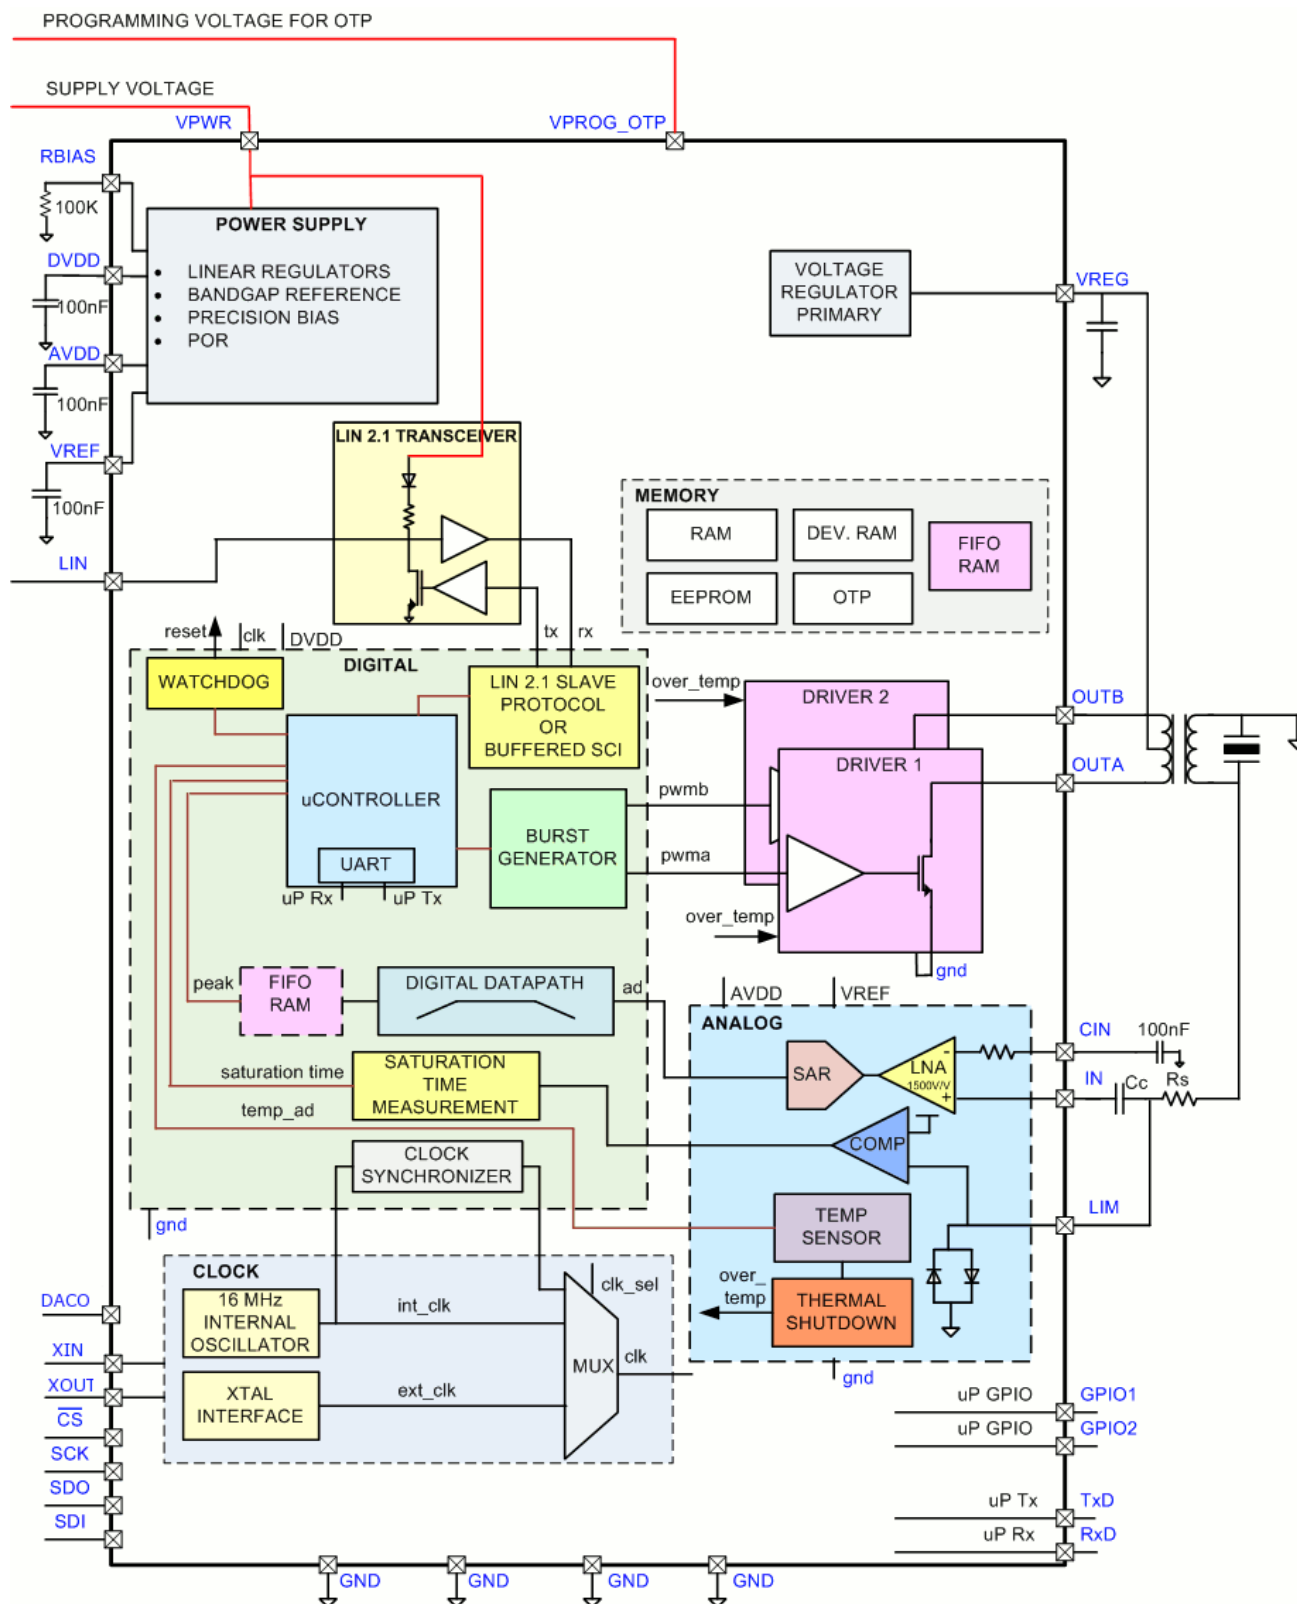 PROGRAMMING VOLTAGE FOR OTP
SUPPLY VOLTAGE
VPWR
VPROG_OTP
RBIAS
100K
POWER SUPPLY
• LINEAR REGULATORS
• BANDGAP REFERENCE
• PRECISION BIAS
• POR
DVDD
100nF
AVDD
100nF
VREF
100nF
VOLTAGE
REGULATOR
PRIMARY
VREG
LIN 2.1 TRANSCEIVER
LIN
tx
rx
MEMORY
RAM
DEV. RAM
FIFO
RAM
EEPROM
OTP
reset
clk
DVDD
DIGITAL
WATCHDOG
LIN 2.1 SLAVE
PROTOCOL
OR
BUFFERED SCI
uCONTROLLER
UART
uP Rx
uP Tx
BURST
GENERATOR
pwmb
pwma
over_temp
DRIVER 2
DRIVER 1
over_temp
gnd
OUTB
OUTA
peak
FIFO
RAM
DIGITAL DATAPATH
ad
saturation time
SATURATION
TIME
MEASUREMENT
temp_ad
CLOCK
SYNCHRONIZER
gnd
AVDD
VREF
ANALOG
SAR
LNA
1500V/V
-
+
COMP
TEMP
SENSOR
over_
temp
THERMAL
SHUTDOWN
gnd
CIN
100nF
IN
Cc
Rs
LIM
CLOCK
16 MHz
INTERNAL
OSCILLATOR
int_clk
clk_sel
MUX
clk
XTAL
INTERFACE
ext_clk
DACO
XIN
XOUT
CS
SCK
SDO
SDI
uP GPIO
GPIO1
uP GPIO
GPIO2
uP Tx
TxD
uP Rx
RxD
GND
GND
GND
GND